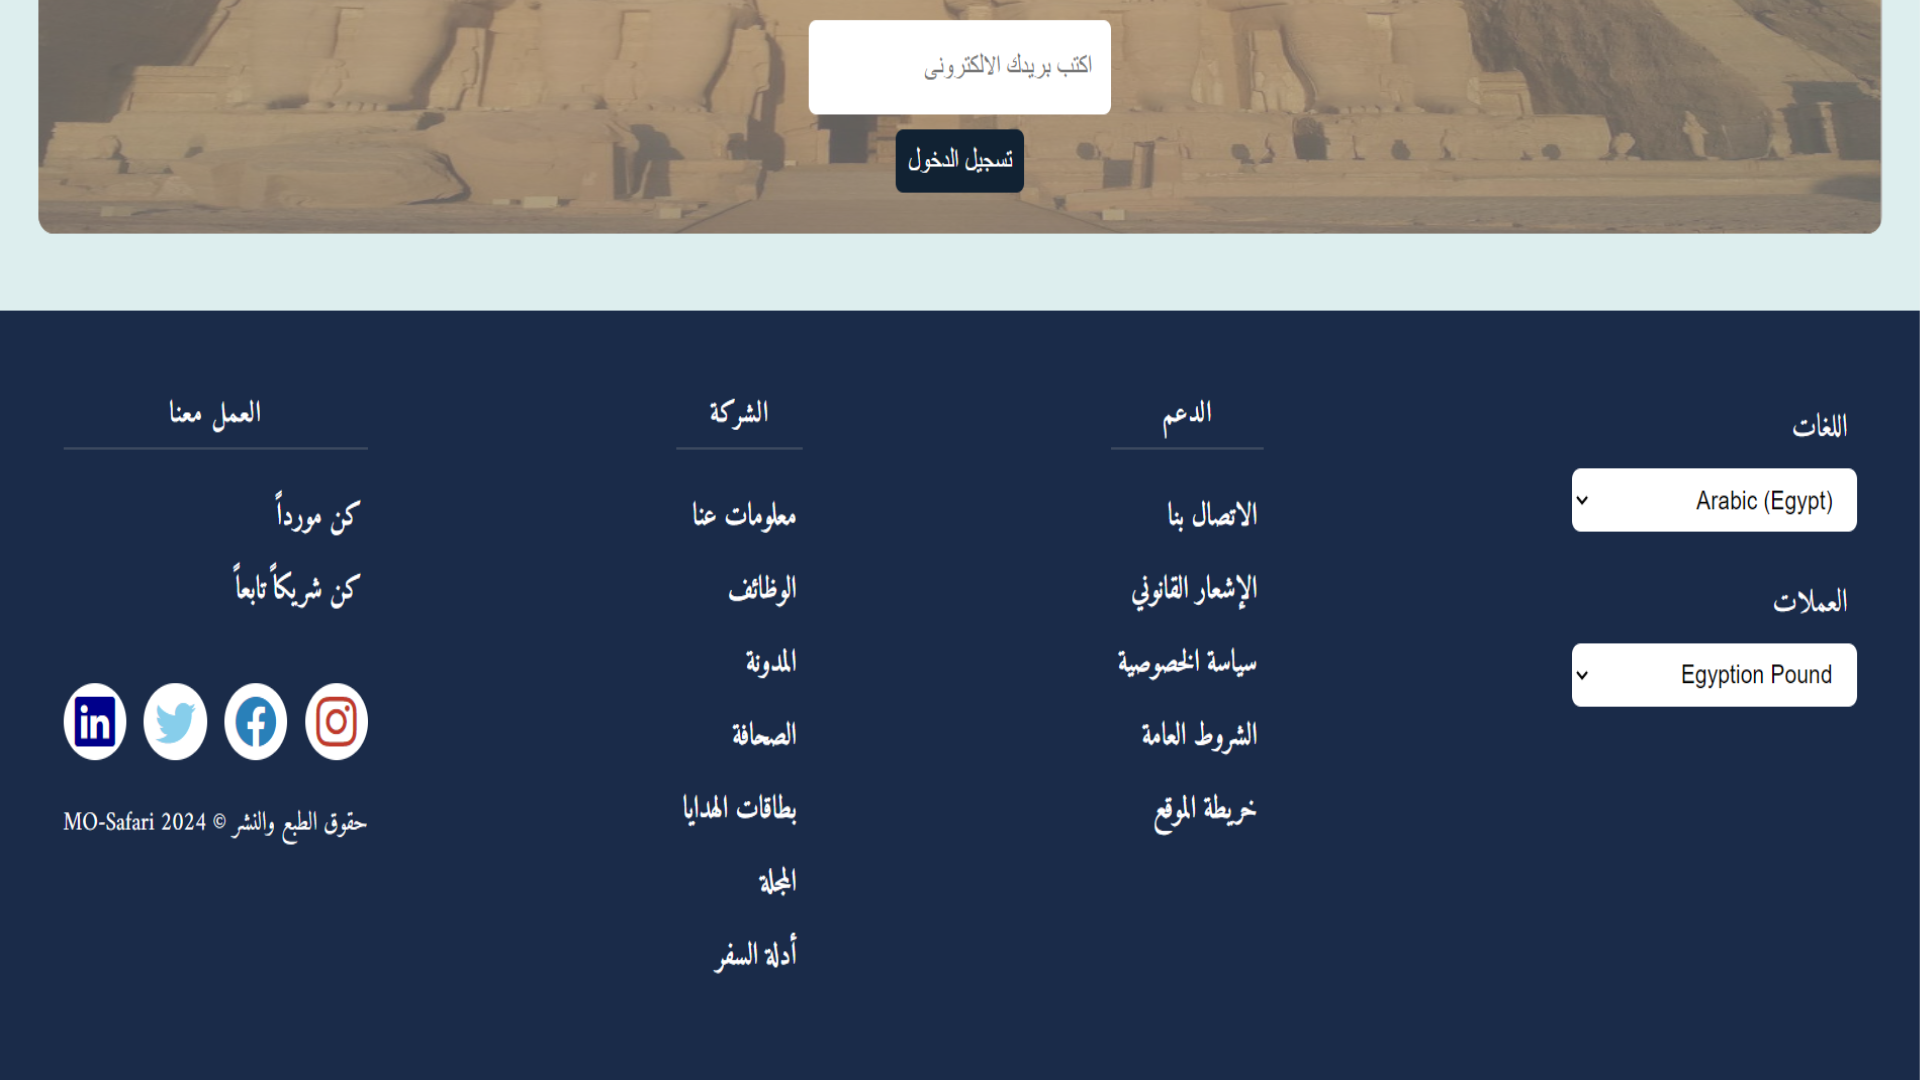 اكتب بريدك الالكترونى
تسجيل الدخول
اللغات
Arabic (Egypt)
العملات
Egyption Pound
الدعم
الاتصال بنا
الإشعار القانوني
سياسة الخصوصية
الشروط العامة
خريطة الموقع
الشركة
معلومات عنا
الوظائف
المدونة
الصحافة
بطاقات الهدايا
المجلة
أدلة السفر
العمل معنا
كن مورداً
كن شريكاً تابعاً
in
حقوق الطبع والنشر © 2024 MO-Safari